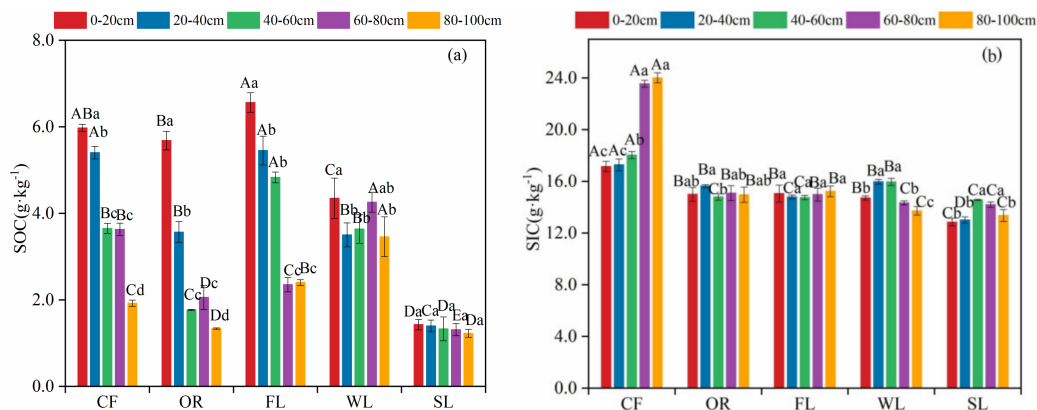 0-20cm 20-40cm 40-60cm 60-80cm 80-100cm
(a)
SOC(g·kg⁻¹)
8.0
6.0
4.0
2.0
0.0
ABa Ab Bc Bc Cd
Ba Bb Cc Dc Dd
Aa Ab Ab Cc Bc
Ca Bb Bb Aab Ab
Da Ca Da Ea Da
CF OR FL WL SL
0-20cm 20-40cm 40-60cm 60-80cm 80-100cm
(b)
SIC(g·kg⁻¹)
24.0
20.0
16.0
12.0
8.0
4.0
0.0
Ac Ac Ab Aa Aa
Bab Ba Cb Bab Bab
Ba Ca Ca Ba Ba
Bb Ba Ba Cb Cc
Cb Db Ca Ca Cb
CF OR FL WL SL